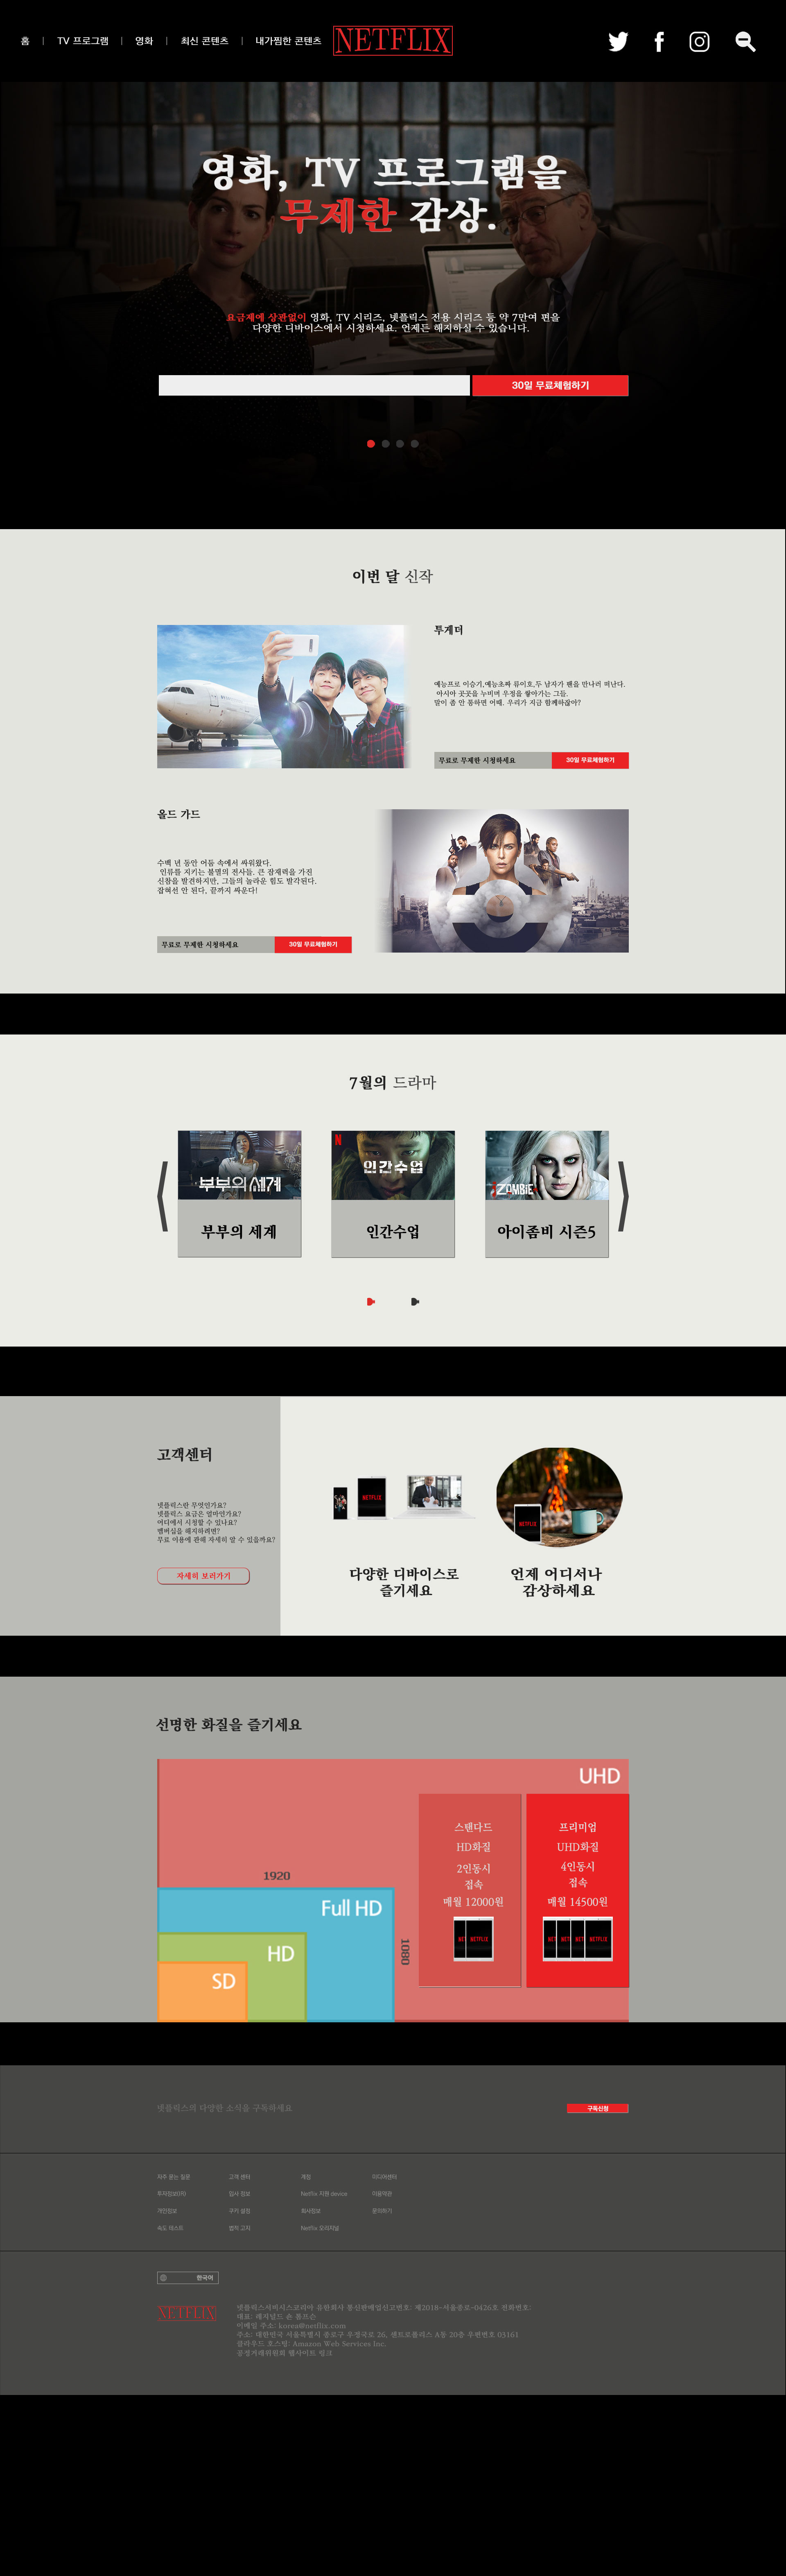 홈 | TV 프로그램 | 영화 | 최신 콘텐츠 | 내가찜한 콘텐츠
NETFLIX
영화, TV 프로그램을
무제한 감상.
요금제에 상관없이 영화, TV 시리즈, 넷플릭스 전용 시리즈 등 약 7만여 편을
다양한 디바이스에서 시청하세요. 언제든 해지하실 수 있습니다.
30일 무료체험하기
이번 달 신작
투게더
예능프로 이승기,예능초짜 류이호,두 남자가 팬을 만나러 떠난다.
아시아 곳곳을 누비며 우정을 쌓아가는 그들.
말이 좀 안 통하면 어때. 우리가 지금 함께하잖아?
무료로 무제한 시청하세요
30일 무료체험하기
올드 가드
수백 년 동안 어둠 속에서 싸워왔다.
인류를 지키는 불멸의 전사들. 큰 잠재력을 가진
신참을 발견하지만, 그들의 놀라운 힘도 발각된다.
잡혀선 안 된다, 끝까지 싸운다!
무료로 무제한 시청하세요
30일 무료체험하기
7월의 드라마
부부의 세계
N
인간수업
iZOMBIE
부부의 세계
인간수업
아이좀비 시즌5
고객센터
넷플릭스란 무엇인가요?
넷플릭스 요금은 얼마인가요?
어디에서 시청할 수 있나요?
멤버십을 해지하려면?
무료 이용에 관해 자세히 알 수 있을까요?
자세히 보러가기
NETFLIX
NETFLIX
다양한 디바이스로
즐기세요
언제 어디서나
감상하세요
선명한 화질을 즐기세요
UHD
1920
Full HD
1080
HD
SD
스탠다드
HD화질
2인동시
접속
매월 12000원
NETFLIX
프리미엄
UHD화질
4인동시
접속
매월 14500원
NETFLIX
넷플릭스의 다양한 소식을 구독하세요
구독신청
자주 묻는 질문
고객 센터
계정
미디어센터
투자정보(IR)
입사 정보
Netflix 지원 device
이용약관
개인정보
쿠키 설정
회사정보
문의하기
속도 테스트
법적 고지
Netflix 오리지널
한국어
NETFLIX
넷플릭스서비시스코리아 유한회사 통신판매업신고번호: 제2018-서울종로-0426호 전화번호:
대표: 레지널드 숀 톰프슨
이메일 주소: korea@netflix.com
주소: 대한민국 서울특별시 종로구 우정국로 26, 센트로폴리스 A동 20층 우편번호 03161
클라우드 호스팅: Amazon Web Services Inc.
공정거래위원회 웹사이트 링크